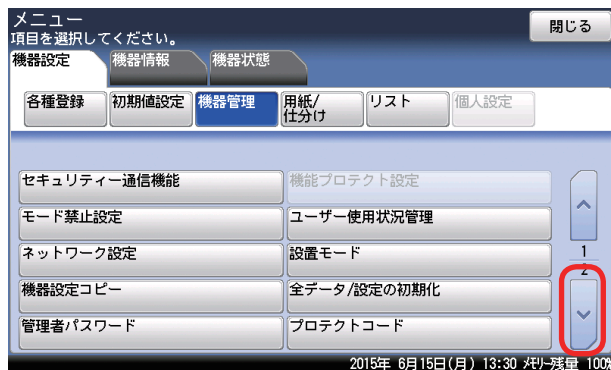 メニュー
閉じる
項目を選択してください。
機器設定 機器情報 機器状態
各種登録 初期値設定 機器管理 用紙/
仕分け リスト 個人設定
セキュリティー通信機能 機能プロテクト設定
モード禁止設定 ユーザー使用状況管理
ネットワーク設定 設置モード 1
2
機器設定コピー 全データ/設定の初期化
管理者パスワード プロテクトコード
2015年 6月15日(月) 13:30 メモリー残量 100%